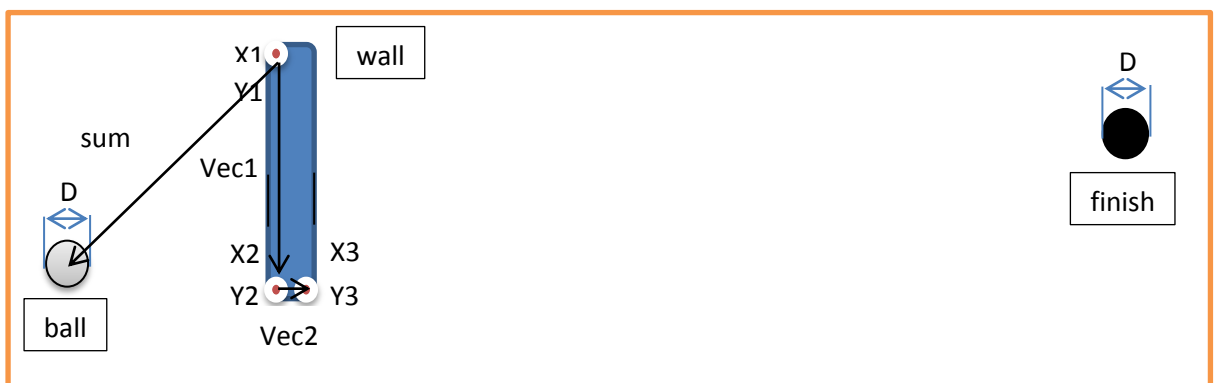 X1
wall
Y1
D
sum
Vec1
D
finish
X2
X3
Y2
Y3
ball
Vec2